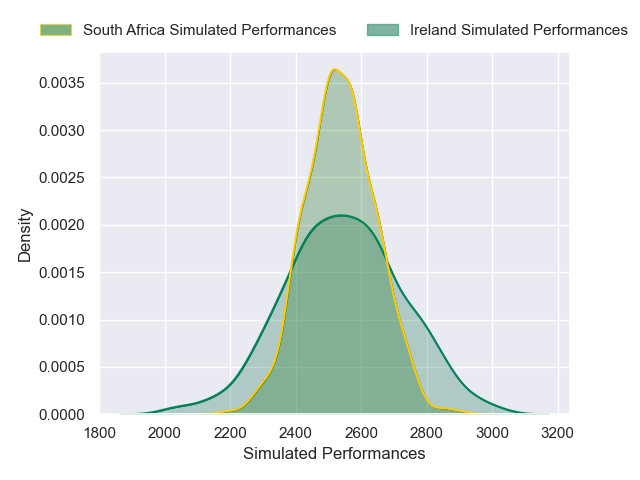 South Africa Simulated Performances
Ireland Simulated Performances
0.0035
0.0030
0.0025
0.0020
0.0015
0.0010
0.0005
0.0000
Density
1800 2000 2200 2400 2600 2800 3000 3200
Simulated Performances